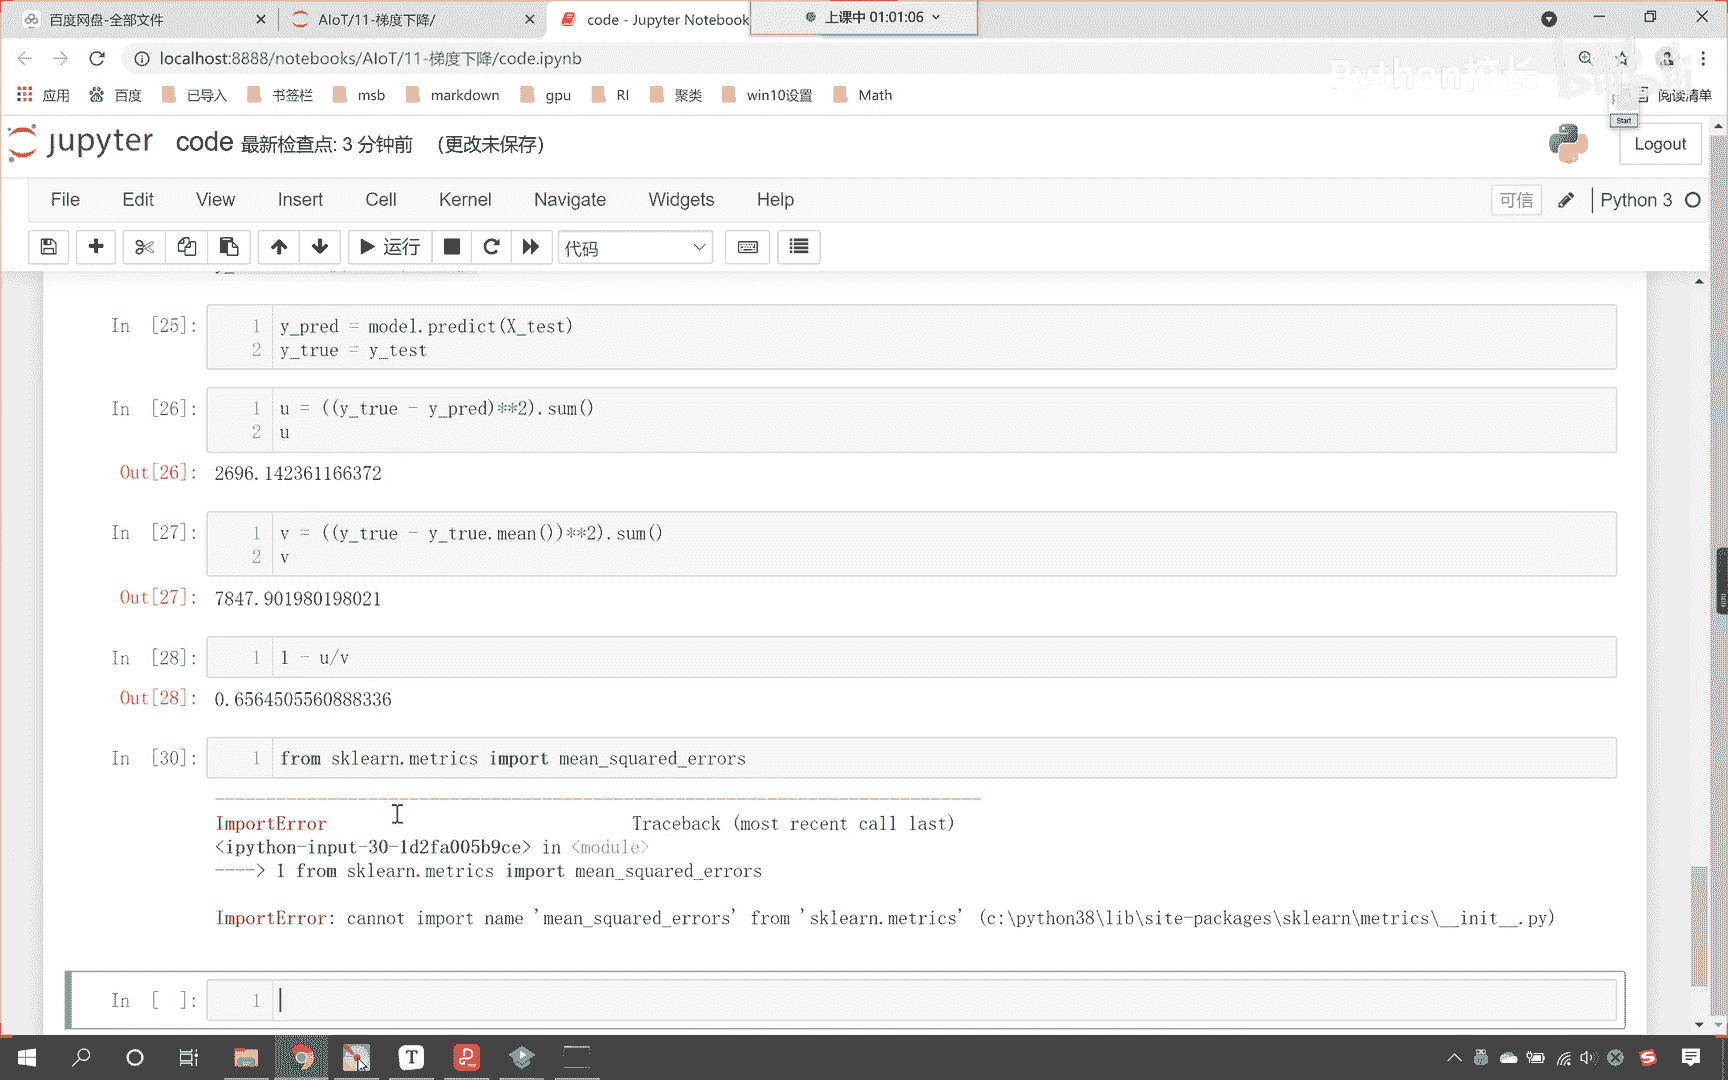 百度网盘-全部文件
AIoT/11-梯度下降/
code - Jupyter Notebook
上课中 01:01:06
localhost:8888/notebooks/AIoT/11-梯度下降/code.ipynb
Python校长
应用 百度 已导入 书签栏 msb markdown gpu RI 聚类 win10设置 Math 阅读清单
Start
jupyter code 最新检查点: 3 分钟前 (更改未保存)
Logout
File Edit View Insert Cell Kernel Navigate Widgets Help
可信 Python 3
运行 代码
In [25]: 1 y_pred = model.predict(X_test)
2 y_true = y_test
In [26]: 1 u = ((y_true - y_pred)**2).sum()
2 u
Out[26]: 2696.142361166372
In [27]: 1 v = ((y_true - y_true.mean())**2).sum()
2 v
Out[27]: 7847.901980198021
In [28]: 1 1 - u/v
Out[28]: 0.6564505560888336
In [30]: 1 from sklearn.metrics import mean_squared_errors
ImportError Traceback (most recent call last)
<ipython-input-30-1d2fa005b9ce> in <module>
----> 1 from sklearn.metrics import mean_squared_errors
ImportError: cannot import name 'mean_squared_errors' from 'sklearn.metrics' (c:\python38\lib\site-packages\sklearn\metrics\__init__.py)
In [ ]: 1